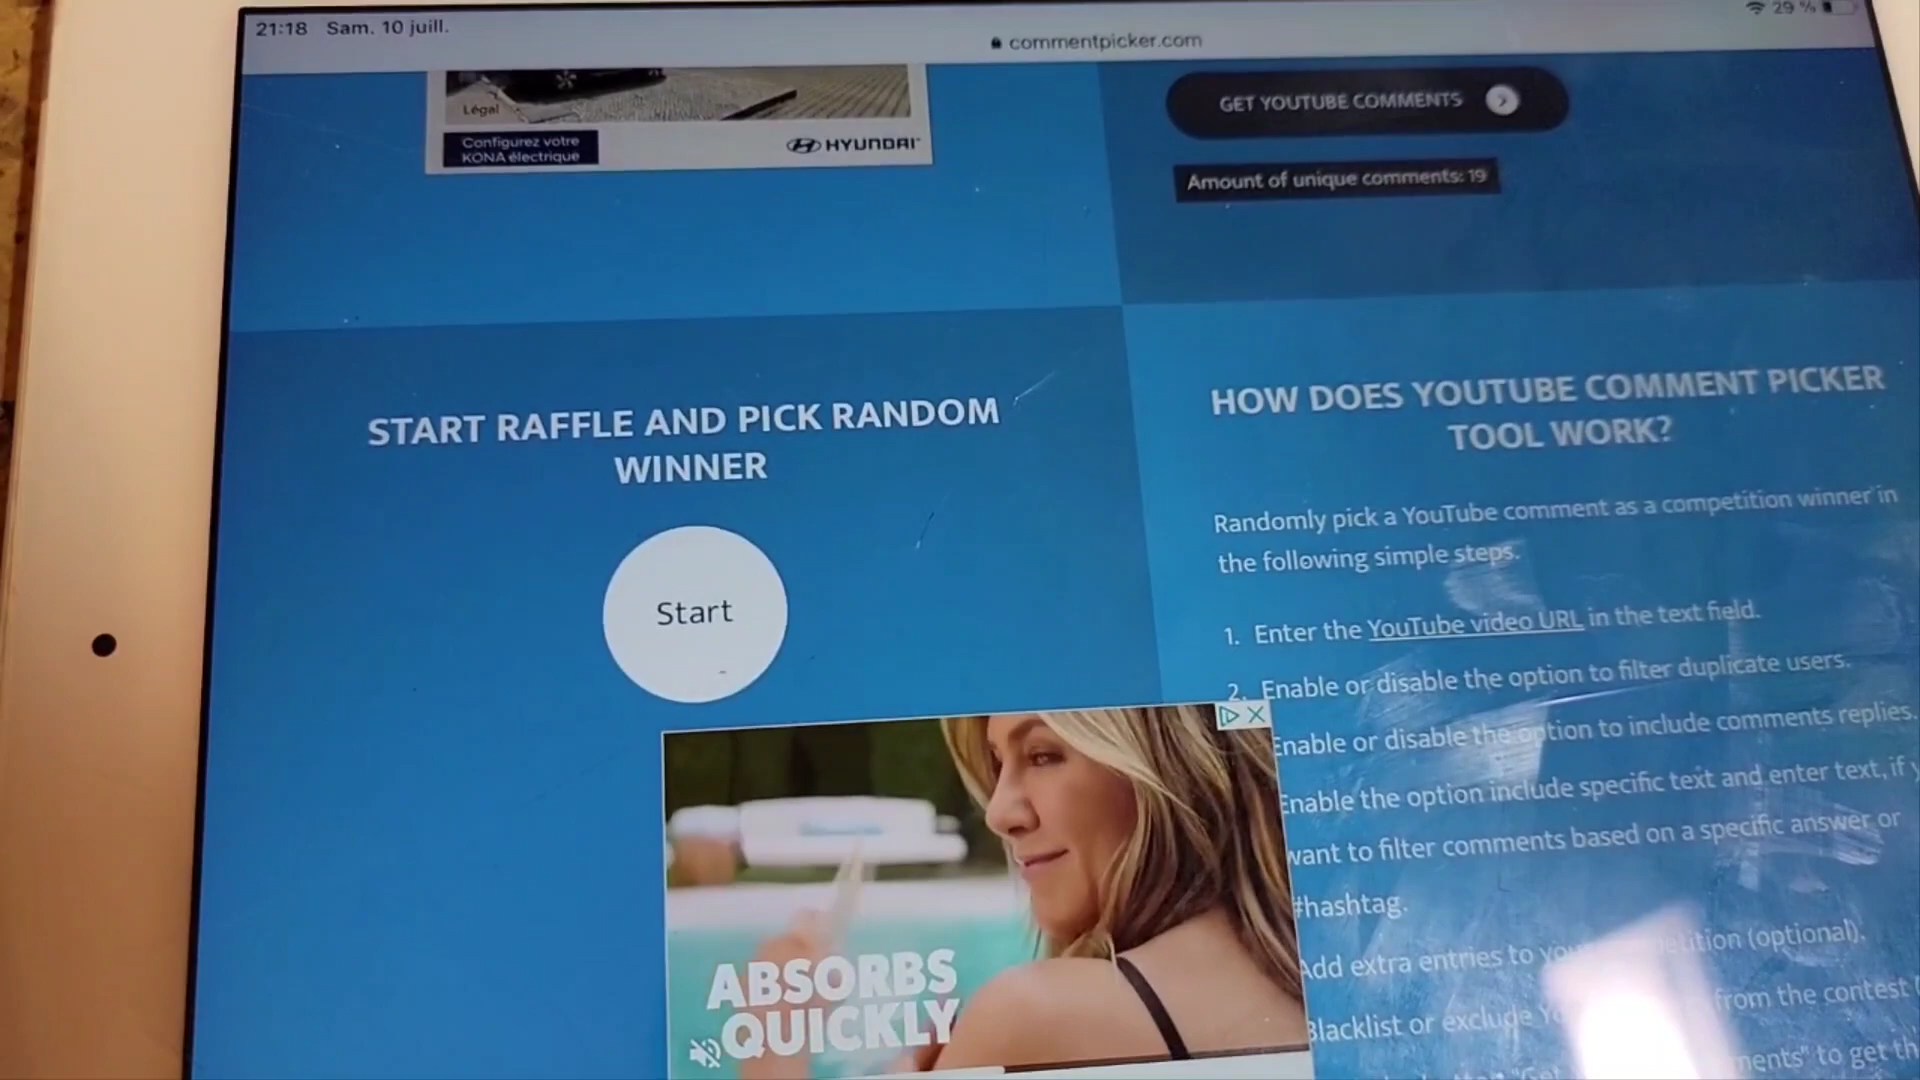 21:18 Sam. 10 juill.
29 %
commentpicker.com
Légal
Configurez votre
KONA électrique
HYUNDAI
GET YOUTUBE COMMENTS
Amount of unique comments: 19
START RAFFLE AND PICK RANDOM
WINNER
Start
HOW DOES YOUTUBE COMMENT PICKER
TOOL WORK?
Randomly pick a YouTube comment as a competition winner in
the following simple steps.
1. Enter the YouTube video URL in the text field.
2. Enable or disable the option to filter duplicate users.
Enable or disable the option to include comments replies.
Enable the option include specific text and enter text, if
want to filter comments based on a specific answer or
#hashtag.
Add extra entries to (optional).
Blacklist or exclude from the contest
to get
ABSORBS
QUICKLY